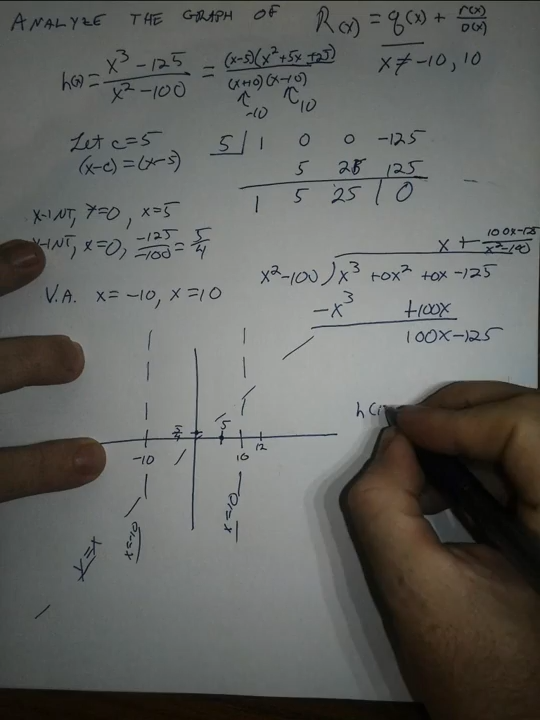 ANALYZE THE GRAPH OF R(x) = q(x) + r(x)/D(x)
h(x) = x³ - 125 / x² - 100 = (x-5)(x²+5x+25) / (x+10)(x-10)
x ≠ -10, 10
-10 10
Let c = 5
(x-c) = (x-5)
5 | 1 0 0 -125
5 25 125
1 5 25 | 0
x-INT, y=0, x=5
x-INT, x=0, -125/-100 = 5/4
V.A. x = -10, x = 10
x + 100x-125/x²-100
x²-100 ) x³ + 0x² + 0x - 125
-x³ +100x
100x - 125
5/4 5
-10 10 12
x=-10
x=10
y=x
h(